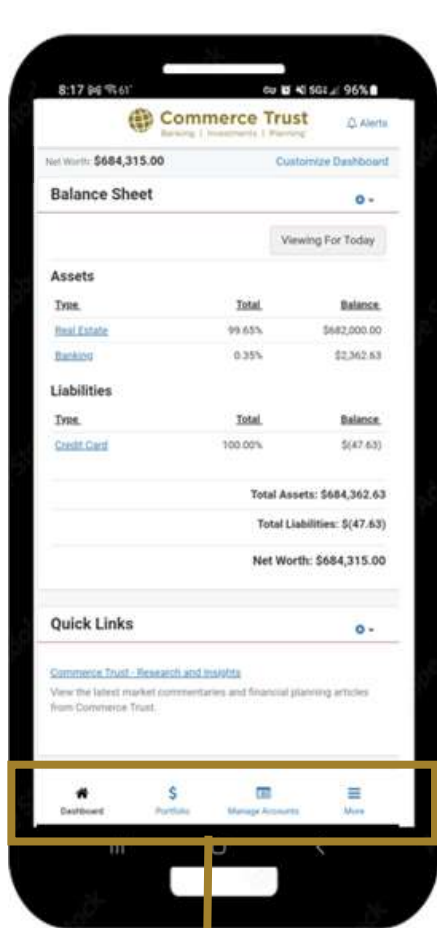 8:17
96%
Commerce Trust
Banking | Investments | Planning
Alerts
Net Worth: $684,315.00 Customize Dashboard
Balance Sheet
Viewing For Today
Assets
Type Total Balance
Real Estate 99.65% $682,000.00
Banking 0.35% $2,362.63
Liabilities
Type Total Balance
Credit Card 100.00% $(47.63)
Total Assets: $684,362.63
Total Liabilities: $(47.63)
Net Worth: $684,315.00
Quick Links
Commerce Trust - Research and Insights
View the latest market commentaries and financial planning articles
from Commerce Trust.
Dashboard Portfolio Manage Accounts More